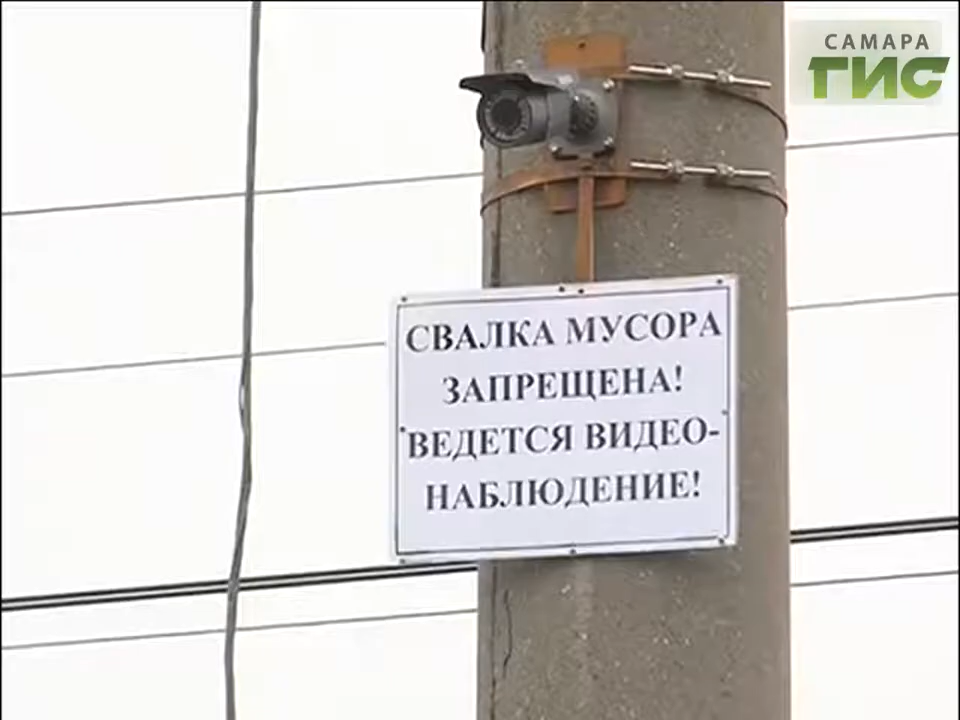 САМАРА
ГИС
СВАЛКА МУСОРА
ЗАПРЕЩЕНА!
ВЕДЕТСЯ ВИДЕО-
НАБЛЮДЕНИЕ!